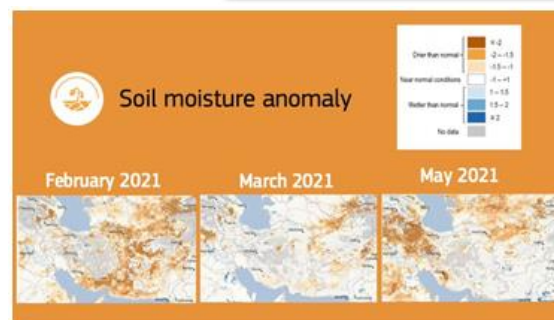 Soil moisture anomaly
Drier than normal
Near normal conditions
Wetter than normal
No data
≤ -2
-2 – -1.5
-1.5 – -1
-1 – +1
1 – 1.5
1.5 – 2
≥ 2
February 2021
March 2021
May 2021